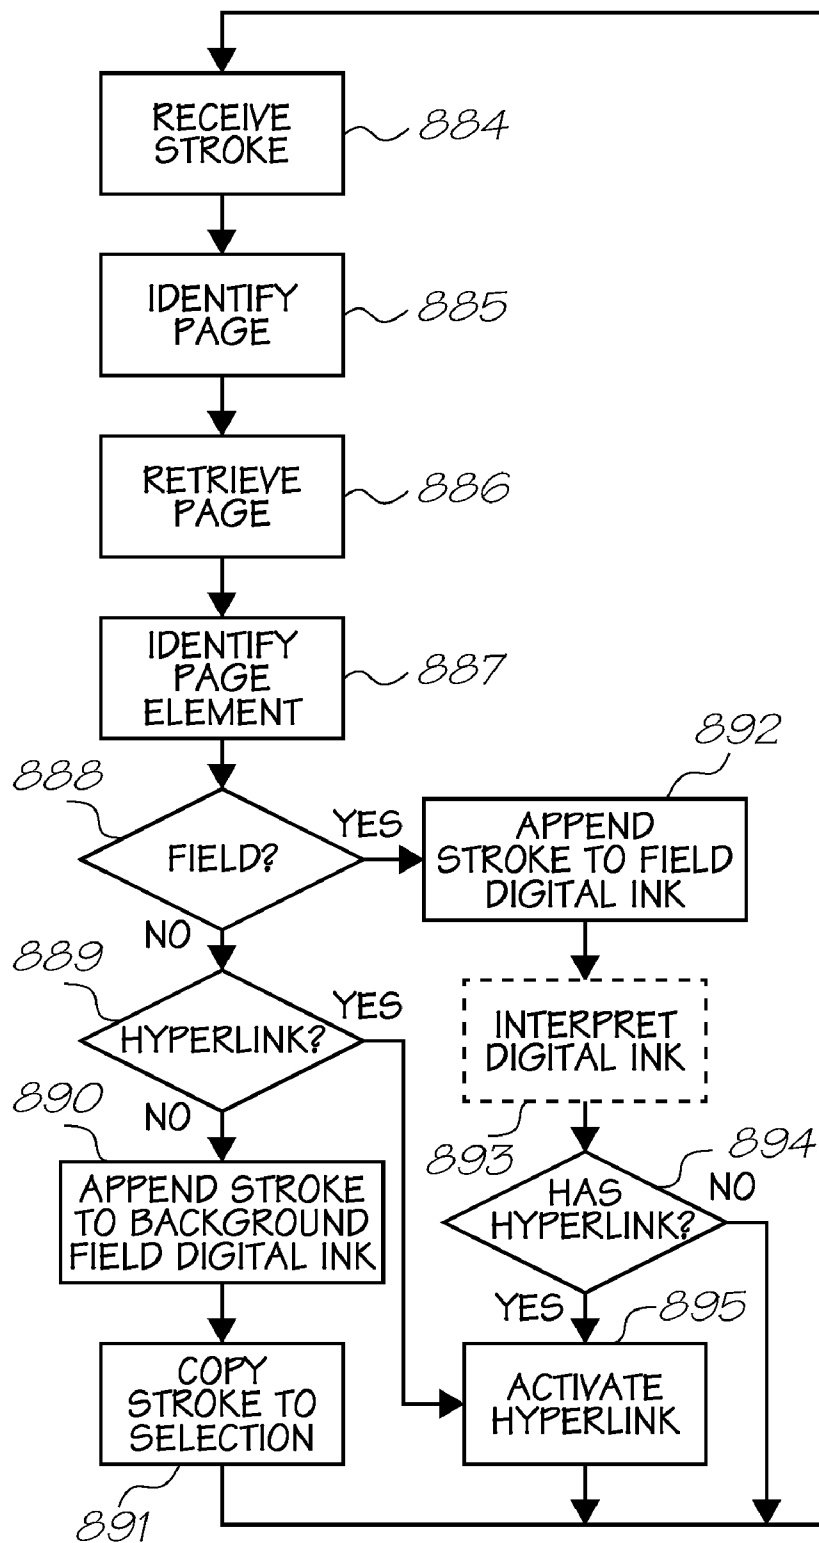 RECEIVE
STROKE
884
IDENTIFY
PAGE
885
RETRIEVE
PAGE
886
IDENTIFY
PAGE
ELEMENT
887
888
FIELD?
YES
NO
892
APPEND
STROKE TO FIELD
DIGITAL INK
889
HYPERLINK?
YES
NO
INTERPRET
DIGITAL INK
893
890
APPEND STROKE
TO BACKGROUND
FIELD DIGITAL INK
894
HAS
HYPERLINK?
NO
YES
895
COPY
STROKE TO
SELECTION
891
ACTIVATE
HYPERLINK